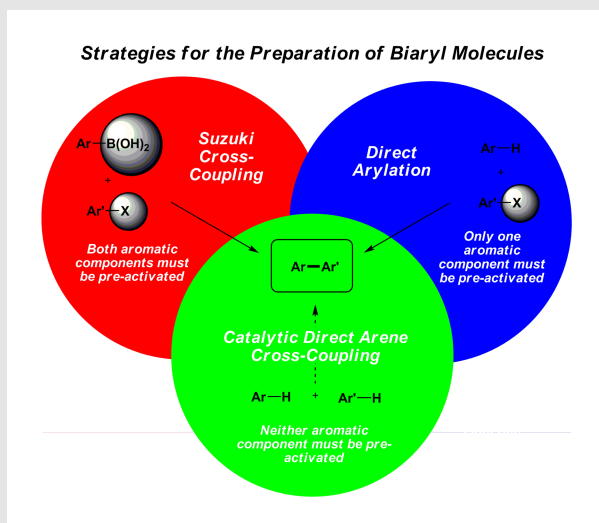 Strategies for the Preparation of Biaryl Molecules
Ar—B(OH)₂
+
Ar'—X
Suzuki
Cross-
Coupling
Both aromatic
components must
be pre-activated
Direct
Arylation
Ar—H
+
Ar'—X
Only one
aromatic
component must
be pre-activated
Ar—Ar'
Catalytic Direct Arene
Cross-Coupling
Ar—H + Ar'—H
Neither aromatic
component must be pre-
activated